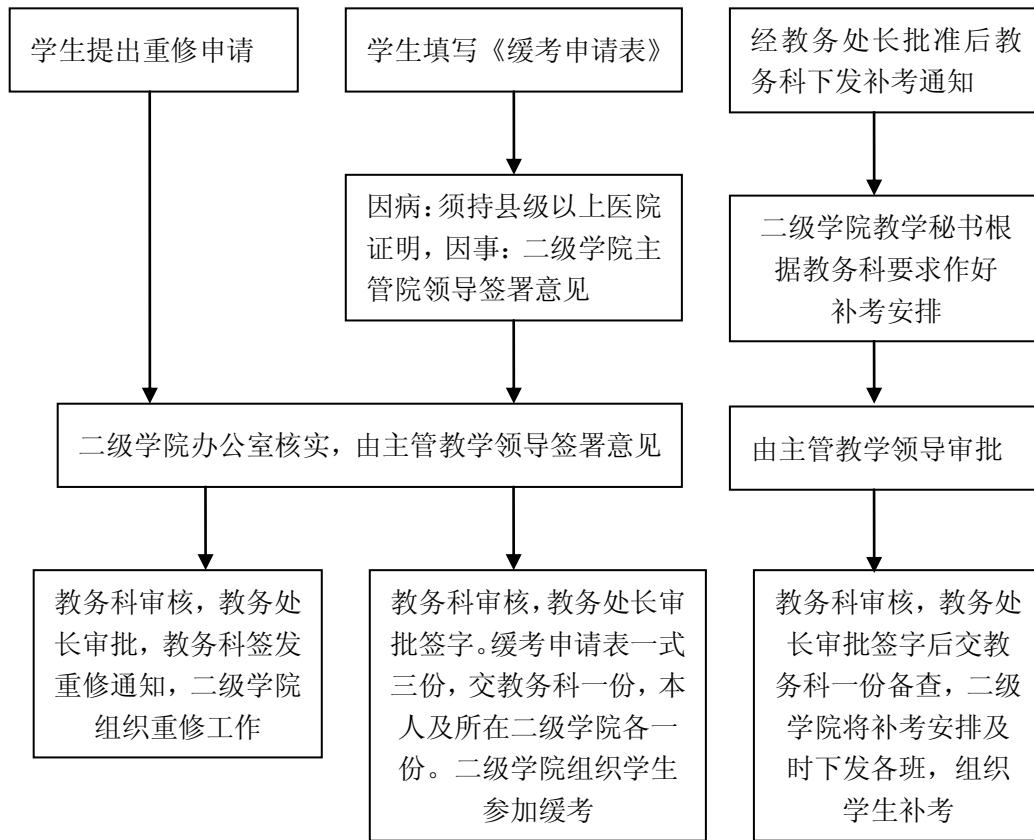 学生提出重修申请
学生填写《缓考申请表》
经教务处长批准后教
务科下发补考通知
因病：须持县级以上医院
证明，因事：二级学院主
管院领导签署意见
二级学院教学秘书根
据教务科要求作好
补考安排
二级学院办公室核实，由主管教学领导签署意见
由主管教学领导审批
教务科审核，教务处
长审批，教务科签发
重修通知，二级学院
组织重修工作
教务科审核，教务处长审
批签字。缓考申请表一式
三份，交教务科一份，本
人及所在二级学院各一
份。二级学院组织学生
参加缓考
教务科审核，教务处
长审批签字后交教
务科一份备查，二级
学院将补考安排及
时下发各班，组织
学生补考